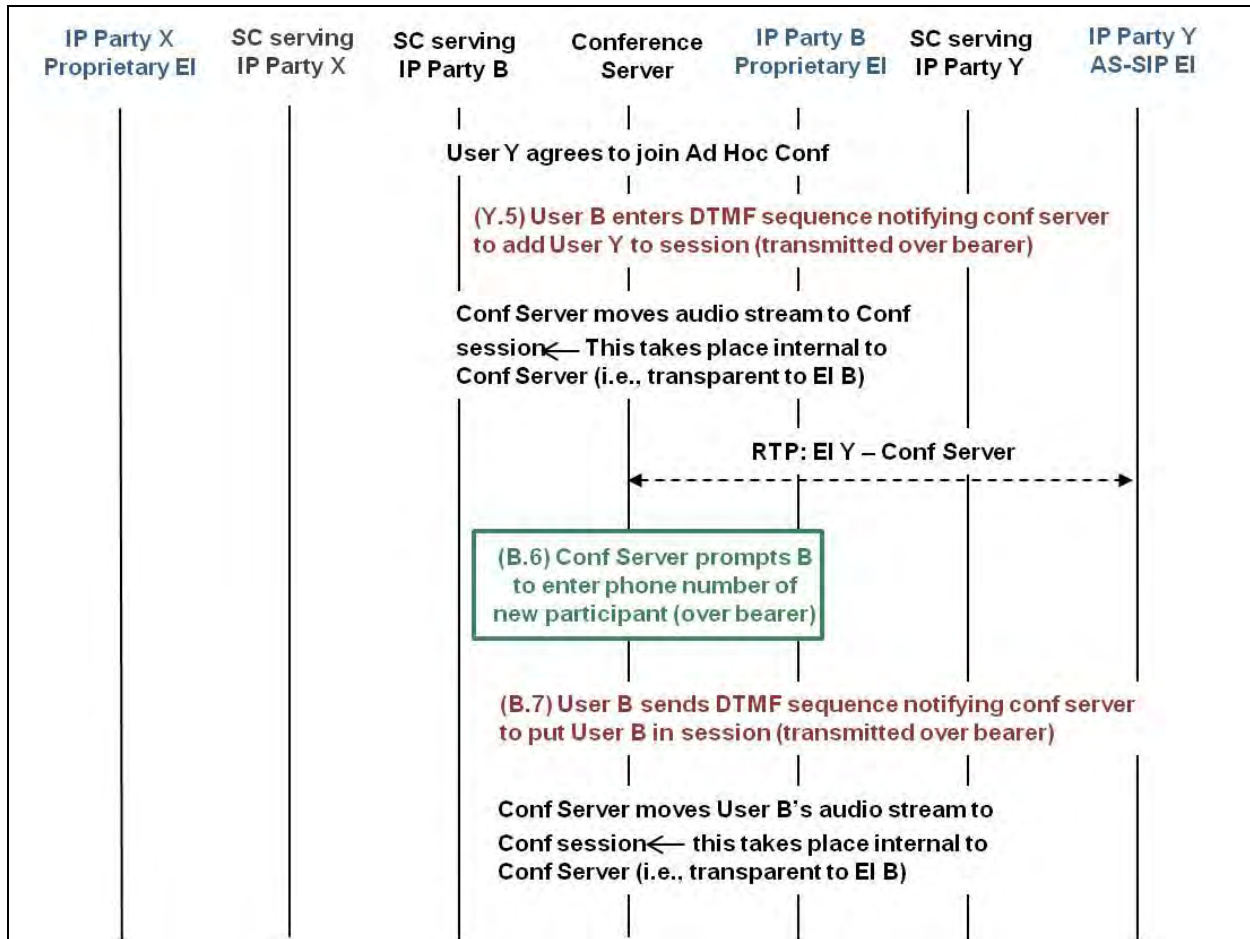 IP Party X
Proprietary EI
SC serving
IP Party X
SC serving
IP Party B
Conference
Server
IP Party B
Proprietary EI
SC serving
IP Party Y
IP Party Y
AS-SIP EI
User Y agrees to join Ad Hoc Conf
(Y.5) User B enters DTMF sequence notifying conf server
to add User Y to session (transmitted over bearer)
Conf Server moves audio stream to Conf
session← This takes place internal to
Conf Server (i.e., transparent to EI B)
RTP: EI Y – Conf Server
(B.6) Conf Server prompts B
to enter phone number of
new participant (over bearer)
(B.7) User B sends DTMF sequence notifying conf server
to put User B in session (transmitted over bearer)
Conf Server moves User B's audio stream to
Conf session← this takes place internal to
Conf Server (i.e., transparent to EI B)